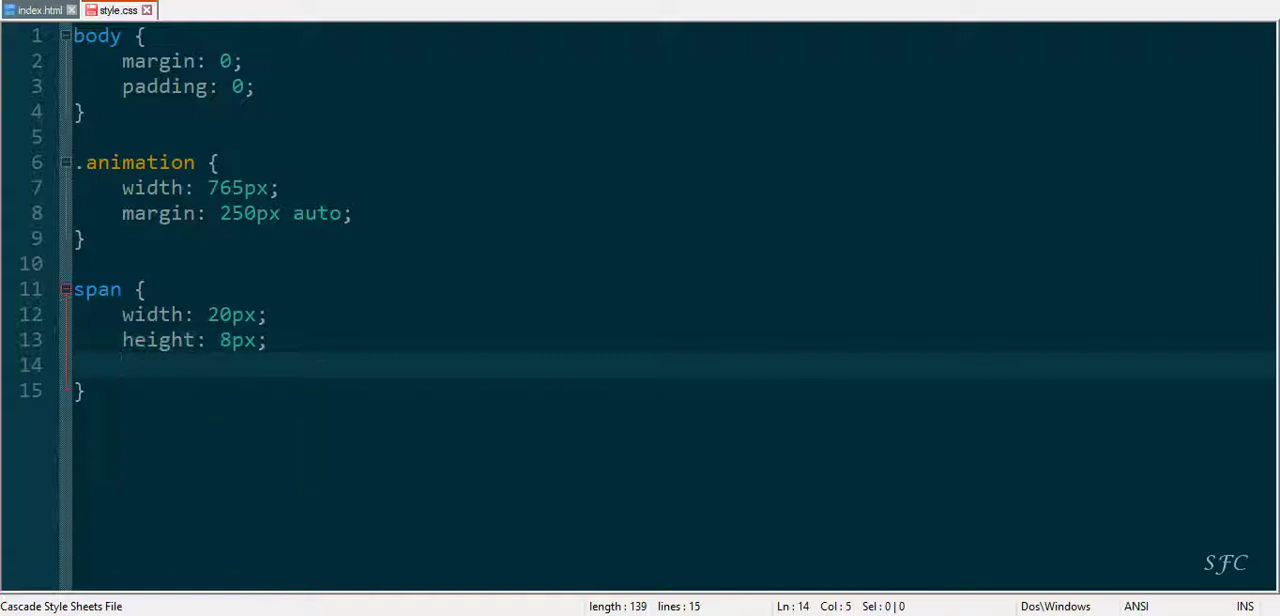 index.html style.css
1 body {
2 margin: 0;
3 padding: 0;
4 }
5
6 .animation {
7 width: 765px;
8 margin: 250px auto;
9 }
10
11 span {
12 width: 20px;
13 height: 8px;
14
15 }
SFC
Cascade Style Sheets File length : 139 lines : 15 Ln : 14 Col : 5 Sel : 0 | 0 Dos\Windows ANSI INS